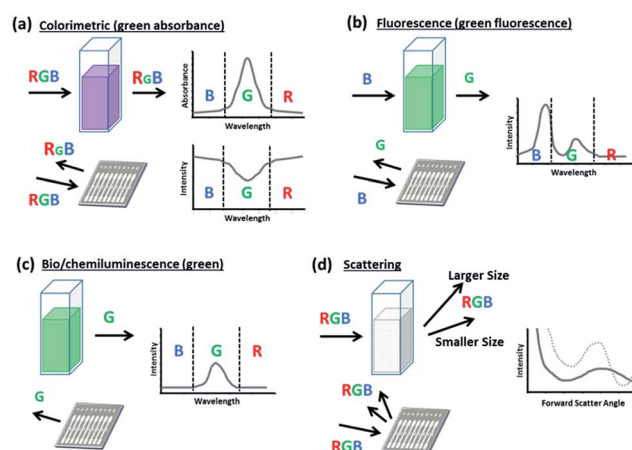 (a) Colorimetric (green absorbance)
RGB
RGB
Absorbance
B G R
Wavelength
RGB
RGB
Intensity
B G R
Wavelength
(b) Fluorescence (green fluorescence)
B
G
Intensity
B G R
Wavelength
G
B
(c) Bio/chemiluminescence (green)
G
Intensity
B G R
Wavelength
G
(d) Scattering
Larger Size
RGB
RGB
Smaller Size
Intensity
Forward Scatter Angle
RGB
RGB